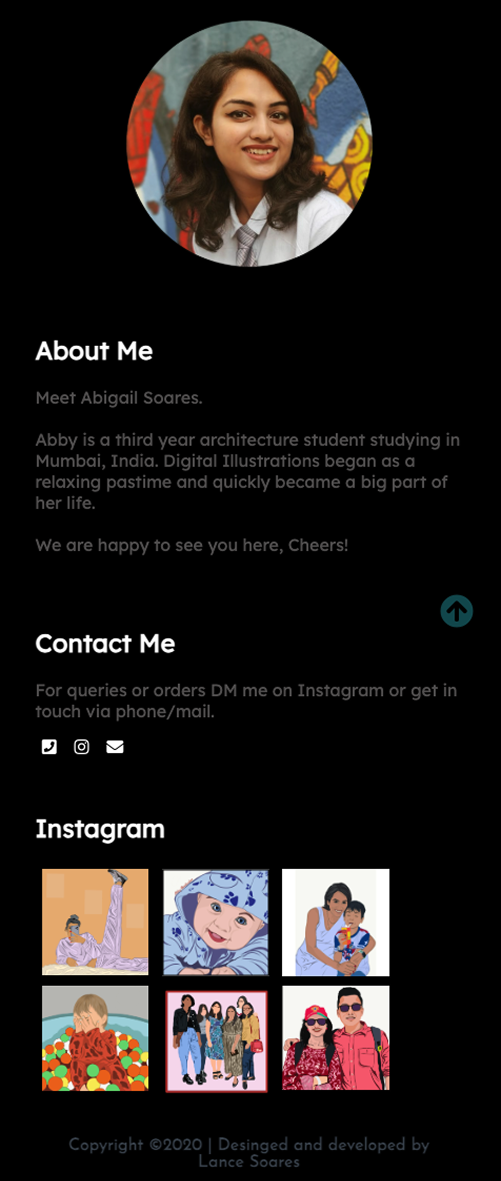 About Me
Meet Abigail Soares.
Abby is a third year architecture student studying in
Mumbai, India. Digital Illustrations began as a
relaxing pastime and quickly became a big part of
her life.
We are happy to see you here, Cheers!
Contact Me
For queries or orders DM me on Instagram or get in
touch via phone/mail.
Instagram
Copyright ©2020 | Desinged and developed by
Lance Soares